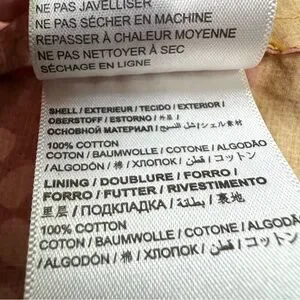 NE PAS JAVELLISER
NE PAS SÉCHER EN MACHINE
REPASSER À CHALEUR MOYENNE
NE PAS NETTOYER À SEC
SÉCHAGE EN LIGNE
SHELL / EXTERIEUR / TECIDO / EXTERIOR /
OBERSTOFF / ESTORNO / 外层 /
ОСНОВНОЙ МАТЕРИАЛ / シェル素材
100% COTTON
COTON / BAUMWOLLE / COTONE / ALGODÃO
/ ALGODÓN / 棉 / ХЛОПОК / قطن / コットン
LINING / DOUBLURE / FORRO /
FORRO / FUTTER / RIVESTIMENTO
里层 / ПОДКЛАДКА / بطانة / 裏地
100% COTTON
COTON / BAUMWOLLE / COTONE / ALGODÃO
/ ALGODÓN / 棉 / ХЛОПОК / قطن / コットン